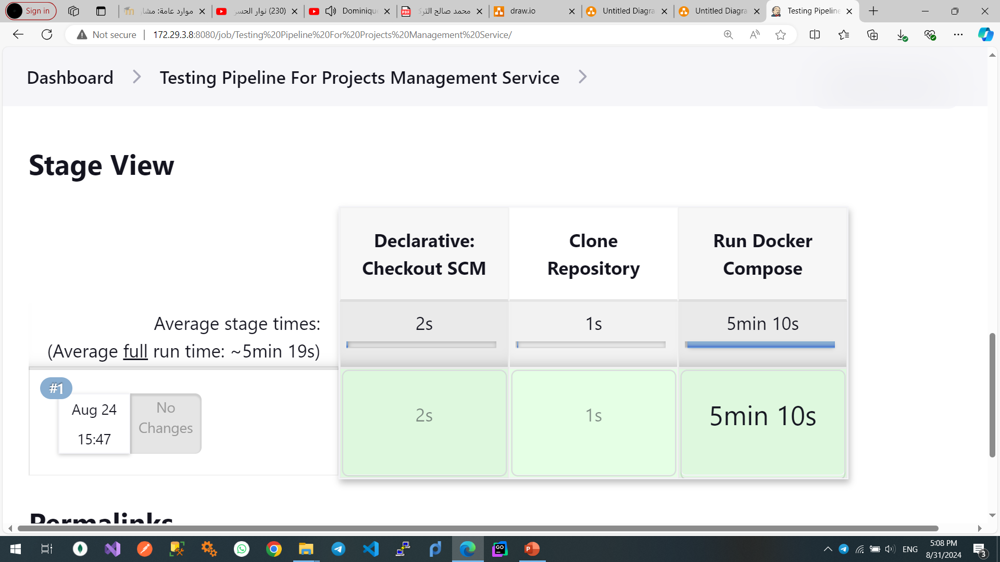 Sign in
موارد عامة: مشار
(230) نوار الحسر
Dominique
محمد صالح الترك
draw.io
Untitled Diagra
Untitled Diagra
Testing Pipeline
Not secure
172.29.3.8:8080/job/Testing%20Pipeline%20For%20Projects%20Management%20Service/
Dashboard
Testing Pipeline For Projects Management Service
Stage View
Declarative:
Checkout SCM
Clone
Repository
Run Docker
Compose
Average stage times:
(Average full run time: ~5min 19s)
2s
1s
5min 10s
#1
Aug 24
15:47
No
Changes
2s
1s
5min 10s
Permalinks
ENG
5:08 PM
8/31/2024
3